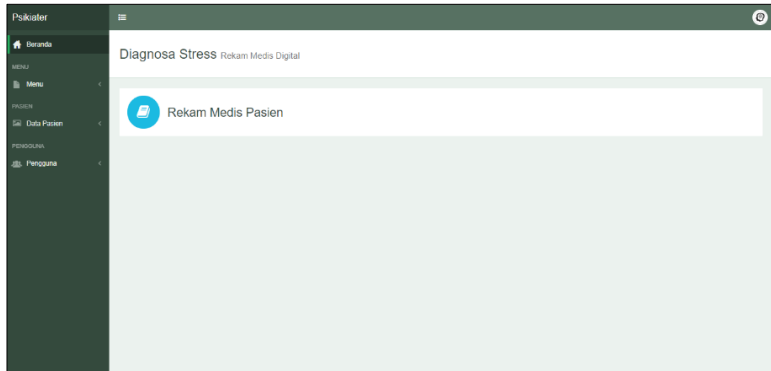 Psikiater
Beranda
MENU
Menu
PASIEN
Data Pasien
PENGGUNA
Pengguna
Diagnosa Stress Rekam Medis Digital
Rekam Medis Pasien